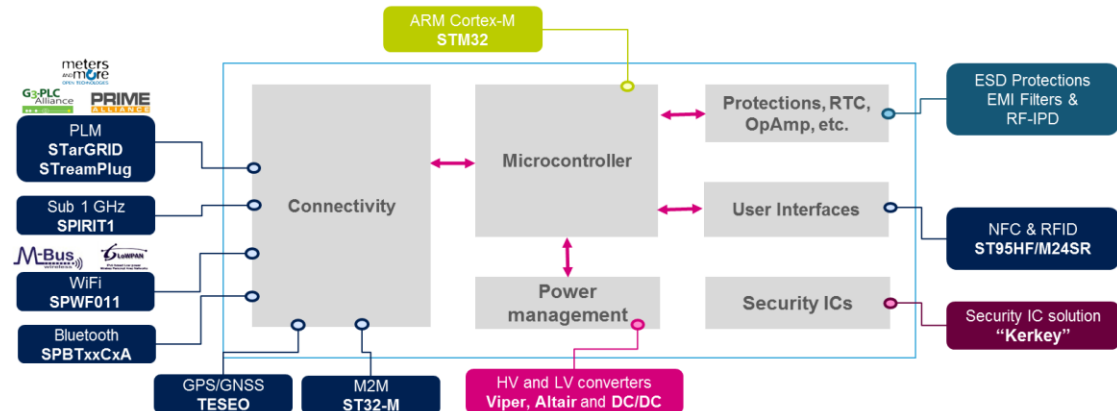 ARM Cortex-M
STM32
meters
AND more
OPEN TECHNOLOGIES
G3-PLC
Alliance
PRIME
ALLIANCE
PLM
STarGRID
STreamPlug
Sub 1 GHz
SPIRIT1
M-Bus
6LoWPAN
WiFi
SPWF011
Bluetooth
SPBTxxCxA
GPS/GNSS
TESEO
M2M
ST32-M
Connectivity
Microcontroller
Power
management
HV and LV converters
Viper, Altair and DC/DC
Protections, RTC,
OpAmp, etc.
User Interfaces
Security ICs
ESD Protections
EMI Filters &
RF-IPD
NFC & RFID
ST95HF/M24SR
Security IC solution
“Kerkey”